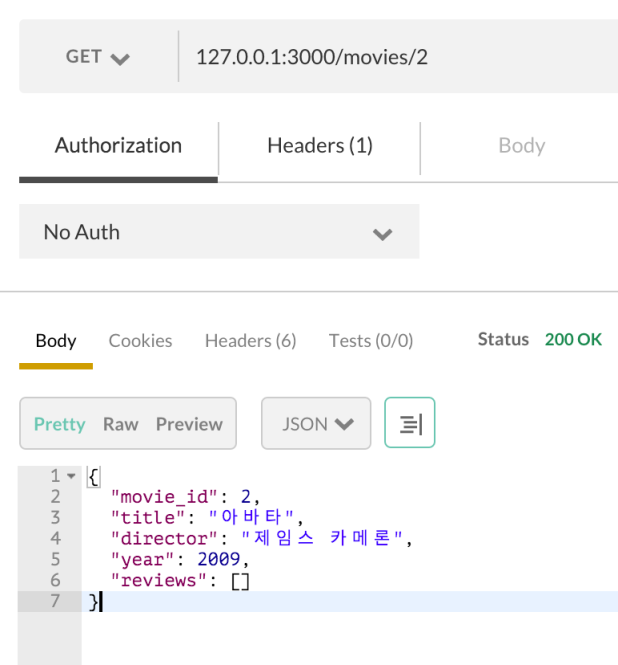 GET 127.0.0.1:3000/movies/2
Authorization Headers (1) Body
No Auth
Body Cookies Headers (6) Tests (0/0) Status 200 OK
Pretty Raw Preview JSON
1 {
2 "movie_id": 2,
3 "title": "아바타",
4 "director": "제임스 카메론",
5 "year": 2009,
6 "reviews": []
7 }